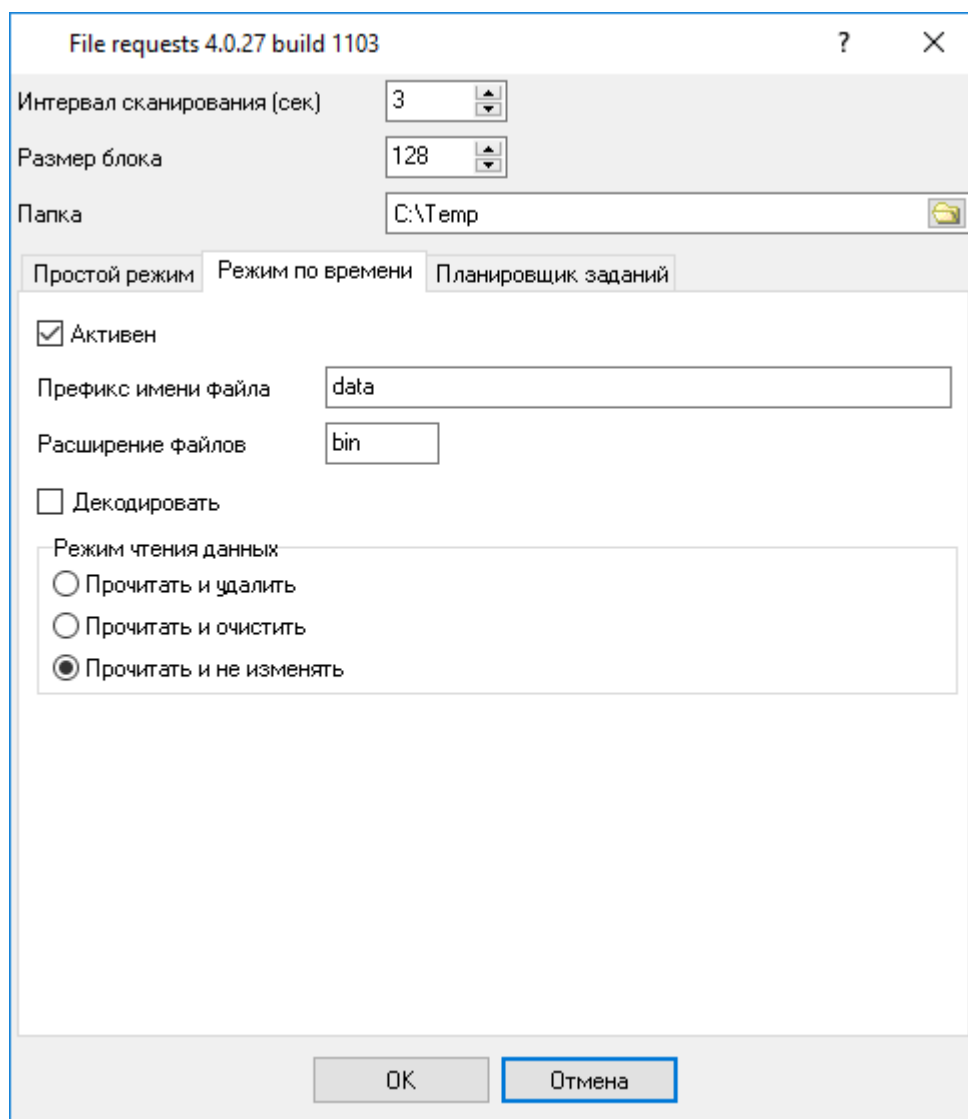 File requests 4.0.27 build 1103 ?
Интервал сканирования (сек) 3
Размер блока 128
Папка C:\Temp
Простой режим Режим по времени Планировщик заданий
Активен
Префикс имени файла data
Расширение файлов bin
Декодировать
Режим чтения данных
Прочитать и удалить
Прочитать и очистить
Прочитать и не изменять
OK Отмена